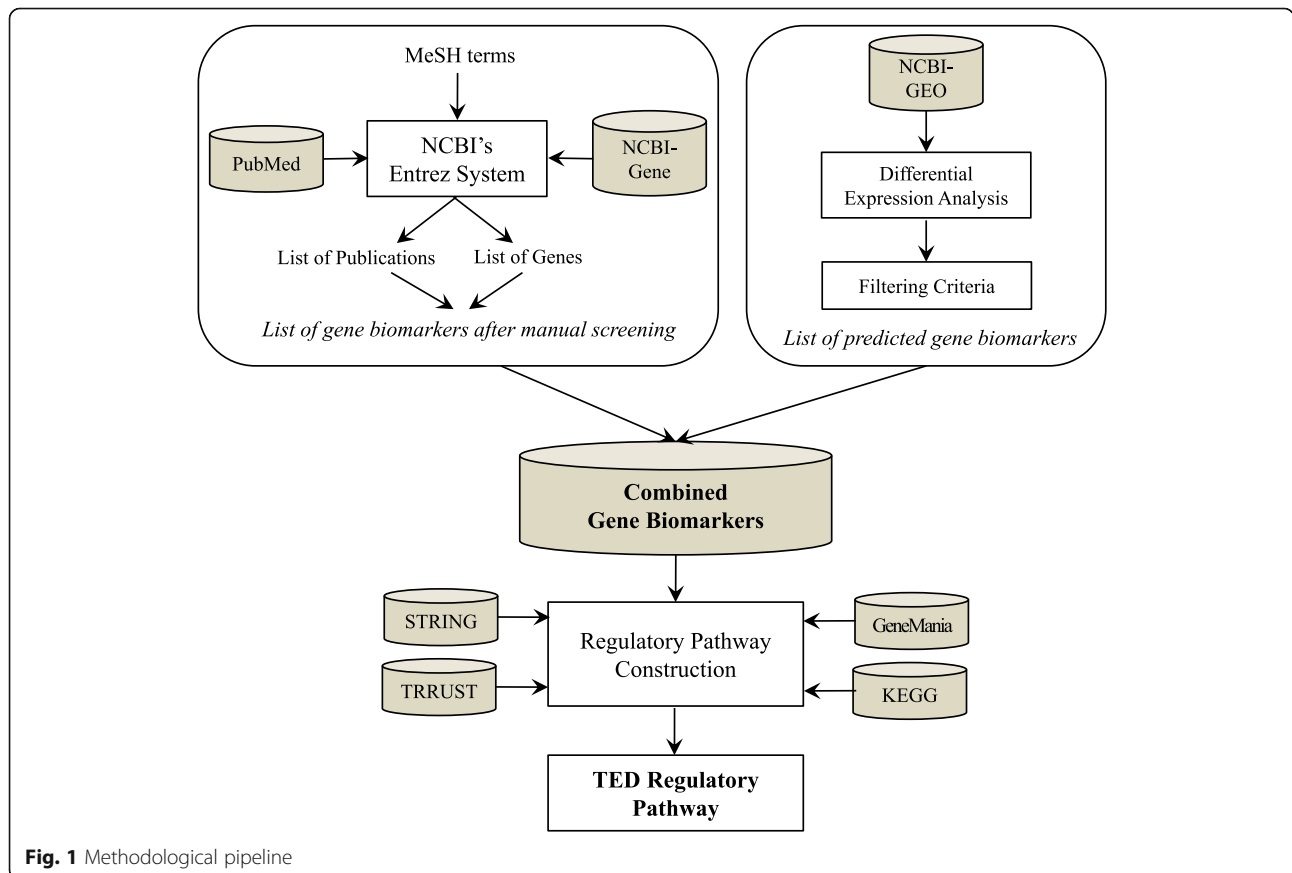 MeSH terms
PubMed
NCBI's
Entrez System
NCBI-
Gene
List of Publications
List of Genes
List of gene biomarkers after manual screening
NCBI-
GEO
Differential
Expression Analysis
Filtering Criteria
List of predicted gene biomarkers
Combined
Gene Biomarkers
STRING
TRRUST
Regulatory Pathway
Construction
GeneMania
KEGG
TED Regulatory
Pathway
Fig. 1 Methodological pipeline